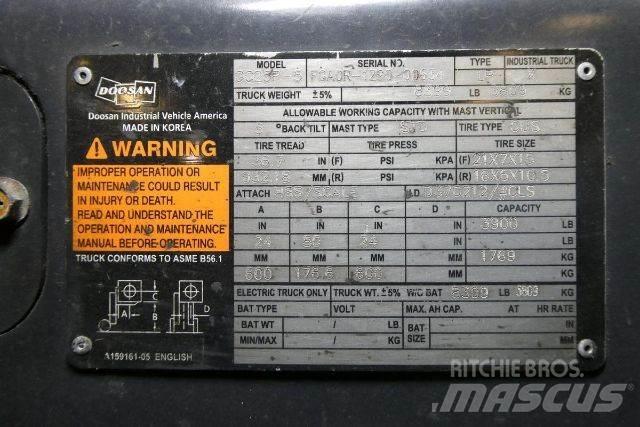 DOOSAN
Doosan Industrial Vehicle America
MADE IN KOREA
WARNING
IMPROPER OPERATION OR
MAINTENANCE COULD RESULT
IN INJURY OR DEATH.
READ AND UNDERSTAND THE
OPERATION AND MAINTENANCE
MANUAL BEFORE OPERATING.
TRUCK CONFORMS TO ASME B56.1
A C B D
A159161-05 ENGLISH
MODEL SERIAL NO. TYPE INDUSTRIAL TRUCK
TRUCK WEIGHT ±5% LB KG
ALLOWABLE WORKING CAPACITY WITH MAST VERTICAL
°BACK TILT MAST TYPE TIRE TYPE
TIRE TREAD TIRE PRESS TIRE SIZE
IN (F) PSI KPA (F) 21X7X15
MM (R) PSI KPA (R) 16X6X10.5
ATTACH LD
A B C D CAPACITY
IN IN IN IN 3900 LB
24 24
MM MM MM MM 1769 KG
600
ELECTRIC TRUCK ONLY TRUCK WT. ±5% W/O BAT LB KG
BAT TYPE VOLT MAX. AH CAP. AT HR RATE
BAT WT / LB BAT SIZE IN
MIN/MAX / KG MM
RITCHIE BROS.
MASCUS